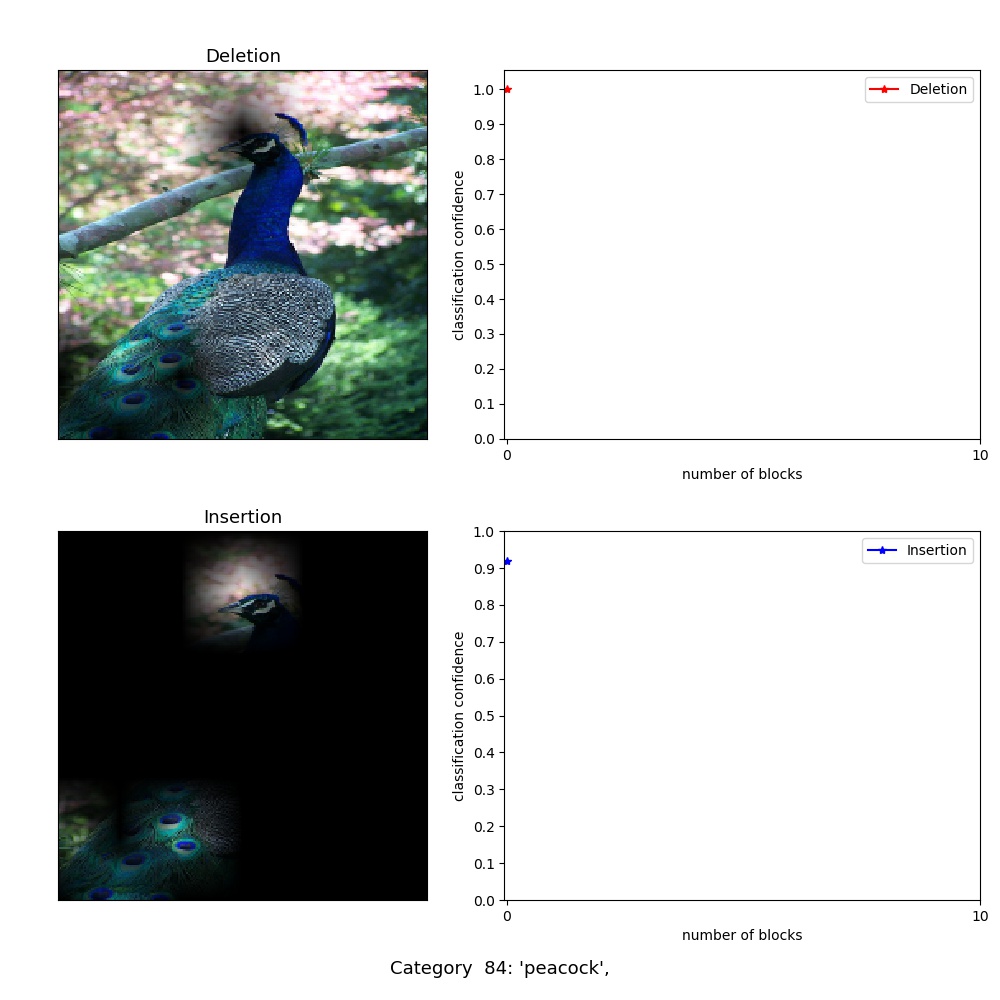 Deletion
1.0
0.9
0.8
0.7
0.6
0.5
0.4
0.3
0.2
0.1
0.0
classification confidence
Deletion
0
10
number of blocks
Insertion
1.0
0.9
0.8
0.7
0.6
0.5
0.4
0.3
0.2
0.1
0.0
classification confidence
Insertion
0
10
number of blocks
Category  84: 'peacock',